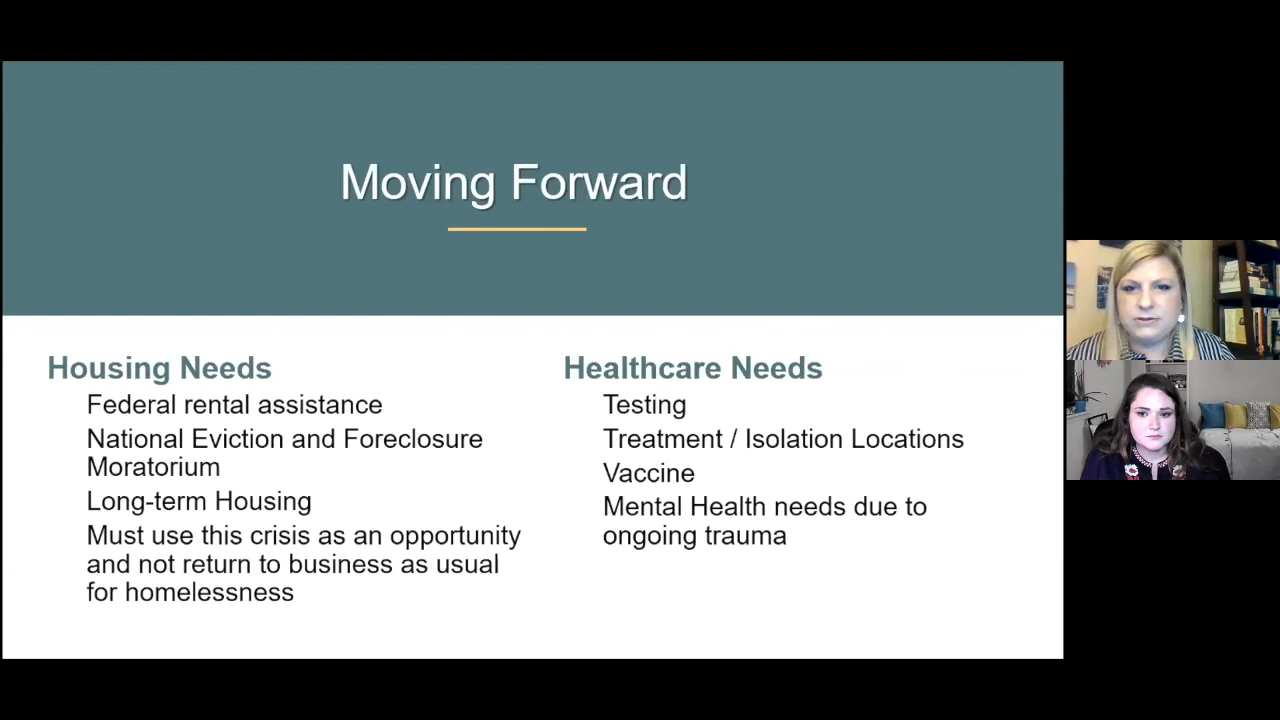 Moving Forward
Housing Needs
Federal rental assistance
National Eviction and Foreclosure
Moratorium
Long-term Housing
Must use this crisis as an opportunity
and not return to business as usual
for homelessness
Healthcare Needs
Testing
Treatment / Isolation Locations
Vaccine
Mental Health needs due to
ongoing trauma